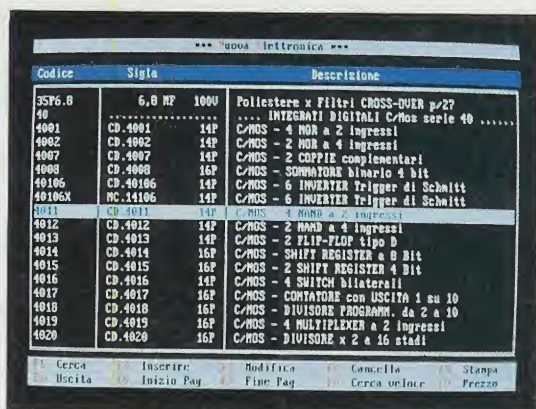 *** Nuova Elettronica ***
Codice Sigla Descrizione
35P6.8 6,8 MF 100V Poliestere x Filtri CROSS-OVER p/27
40 .................. .... INTEGRATI DIGITALI C/Mos serie 40 ......
4001 CD.4001 14P C/MOS - 4 NOR a 2 ingressi
4002 CD.4002 14P C/MOS - 2 NOR a 4 ingressi
4007 CD.4007 14P C/MOS - 2 COPPIE complementari
4008 CD.4008 16P C/MOS - SOMMATORE binario 4 bit
40106 CD.40106 14P C/MOS - 6 INVERTER Trigger di Schmitt
40106X MC.14106 14P C/MOS - 6 INVERTER Trigger di Schmitt
4011 CD.4011 14P C/MOS - 4 NAND a 2 ingressi
4012 CD.4012 14P C/MOS - 2 NAND a 4 ingressi
4013 CD.4013 14P C/MOS - 2 FLIP-FLOP tipo D
4014 CD.4014 16P C/MOS - SHIFT REGISTER a 8 Bit
4015 CD.4015 16P C/MOS - 2 SHIFT REGISTER 4 Bit
4016 CD.4016 14P C/MOS - 4 SWITCH bilaterali
4017 CD.4017 16P C/MOS - CONTATORE con USCITA 1 su 10
4018 CD.4018 16P C/MOS - DIVISORE PROGRAMM. da 2 a 10
4019 CD.4019 16P C/MOS - 4 MULTIPLEXER a 2 ingressi
4020 CD.4020 16P C/MOS - DIVISORE x 2 a 16 stadi
Cerca Inserire Modifica Cancella Stampa
Uscita Inizio Pag Fine Pag Cerca veloce Prezzo